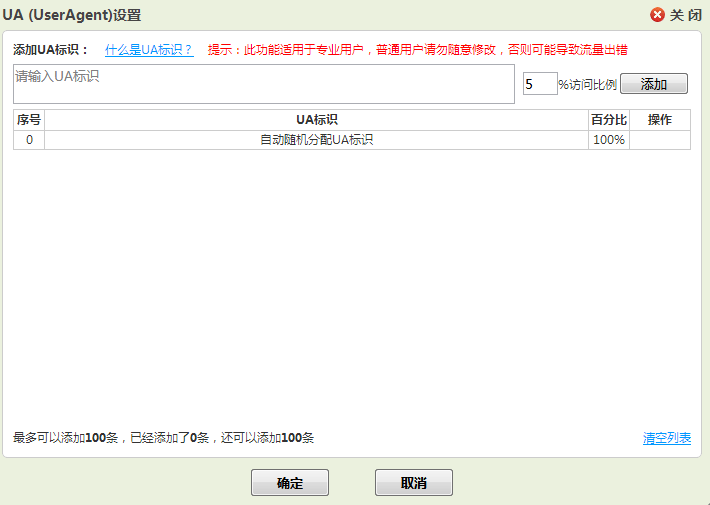 UA (UserAgent)设置 关 闭
添加UA标识： 什么是UA标识？ 提示：此功能适用于专业用户，普通用户请勿随意修改，否则可能导致流量出错
请输入UA标识 5 %访问比例 添加
序号 UA标识 百分比 操作
0 自动随机分配UA标识 100%
最多可以添加100条，已经添加了0条，还可以添加100条 清空列表
确定 取消